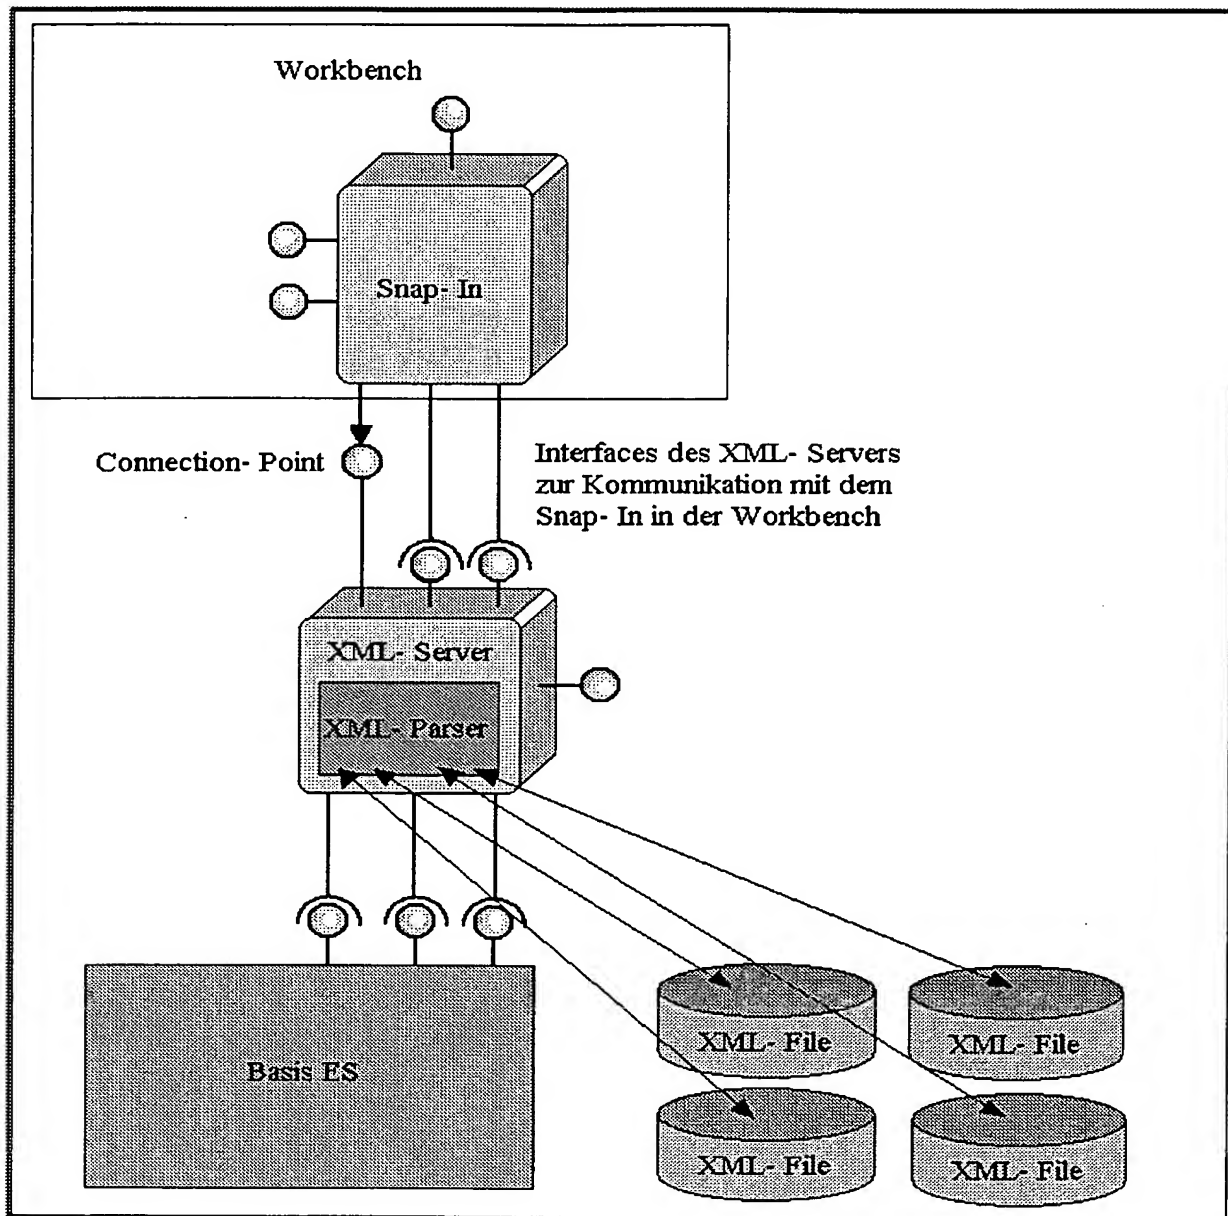 Workbench
Snap- In
Connection- Point
Interfaces des XML- Servers
zur Kommunikation mit dem
Snap- In in der Workbench
XML- Server
XML- Parser
Basis ES
XML- File
XML- File
XML- File
XML- File